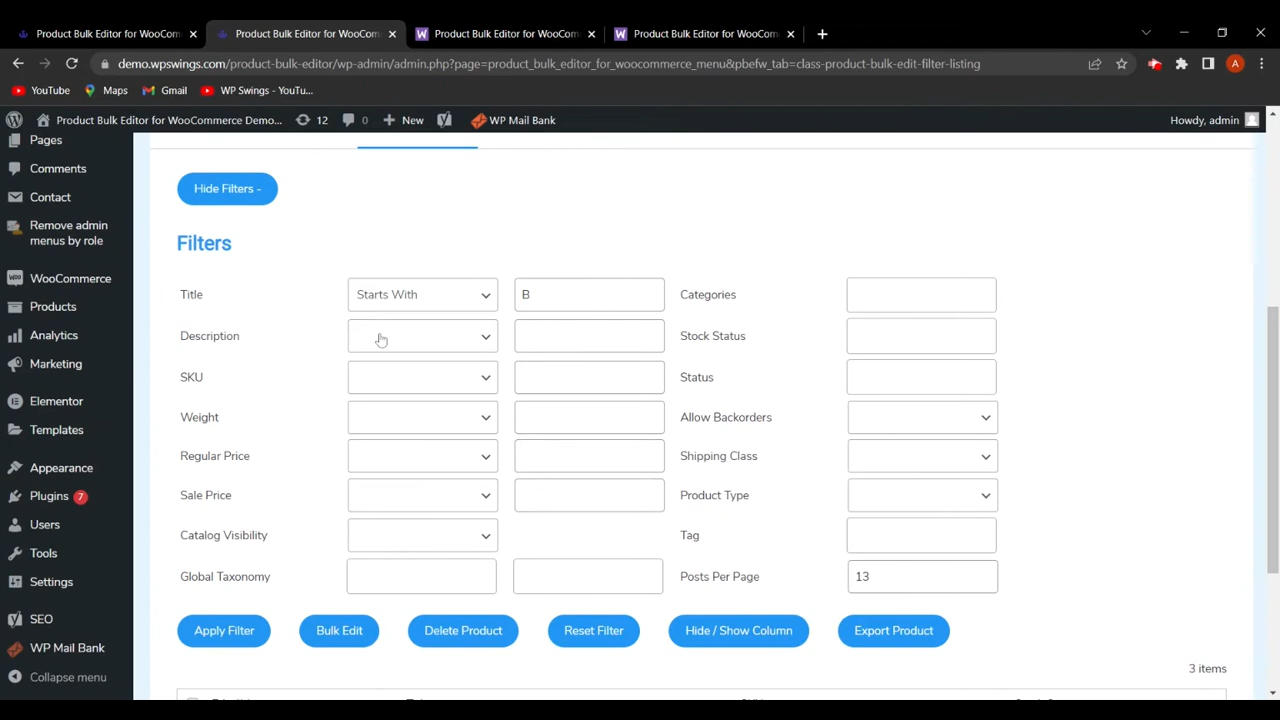 Product Bulk Editor for WooCom
Product Bulk Editor for WooCom
Product Bulk Editor for WooCom
Product Bulk Editor for WooCom
demo.wpswings.com/product-bulk-editor/wp-admin/admin.php?page=product_bulk_editor_for_woocommerce_menu&pbefw_tab=class-product-bulk-edit-filter-listing
A
YouTube
Maps
Gmail
WP Swings - YouTu...
Product Bulk Editor for WooCommerce Demo...
12
0
New
WP Mail Bank
Howdy, admin
Pages
Comments
Contact
Remove admin
menus by role
WooCommerce
Products
Analytics
Marketing
Elementor
Templates
Appearance
Plugins 7
Users
Tools
Settings
SEO
WP Mail Bank
Collapse menu
Hide Filters -
Filters
Title Starts With B Categories
Description Stock Status
SKU Status
Weight Allow Backorders
Regular Price Shipping Class
Sale Price Product Type
Catalog Visibility Tag
Global Taxonomy Posts Per Page 13
Apply Filter Bulk Edit Delete Product Reset Filter Hide / Show Column Export Product
3 items